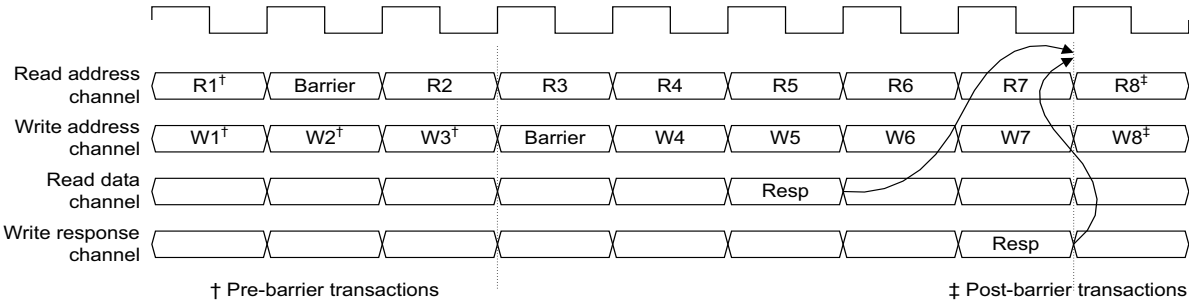 Read address channel R1† Barrier R2 R3 R4 R5 R6 R7 R8‡
Write address channel W1† W2† W3† Barrier W4 W5 W6 W7 W8‡
Read data channel Resp
Write response channel Resp
† Pre-barrier transactions ‡ Post-barrier transactions